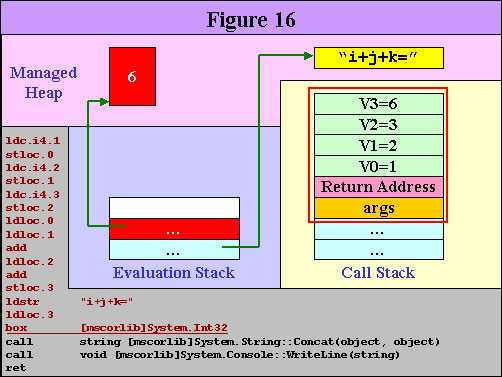 Figure 16
Managed
Heap
6
“i+j+k=”
V3=6
V2=3
V1=2
V0=1
Return Address
args
...
...
Call Stack
...
...
Evaluation Stack
ldc.i4.1
stloc.0
ldc.i4.2
stloc.1
ldc.i4.3
stloc.2
ldloc.0
ldloc.1
add
ldloc.2
add
stloc.3
ldstr "i+j+k="
ldloc.3
box [mscorlib]System.Int32
call string [mscorlib]System.String::Concat(object, object)
call void [mscorlib]System.Console::WriteLine(string)
ret